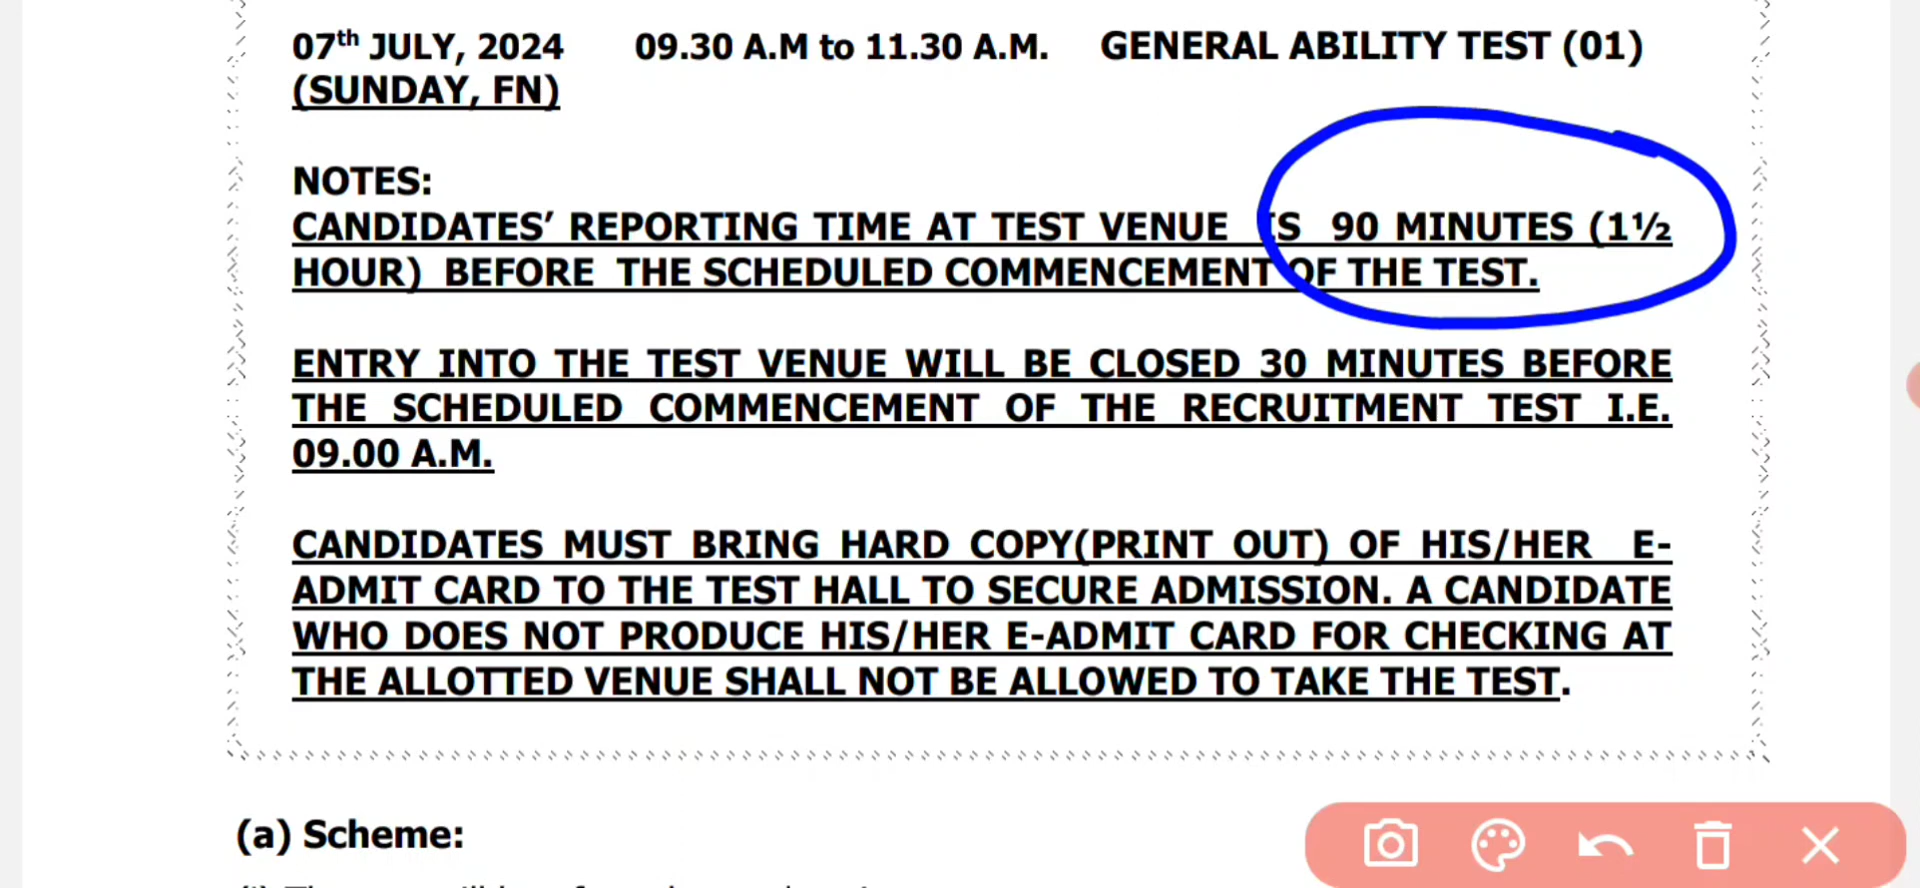 07th JULY, 2024 09.30 A.M to 11.30 A.M. GENERAL ABILITY TEST (01)
(SUNDAY, FN)
NOTES:
CANDIDATES’ REPORTING TIME AT TEST VENUE IS 90 MINUTES (1½
HOUR) BEFORE THE SCHEDULED COMMENCEMENT OF THE TEST.
ENTRY INTO THE TEST VENUE WILL BE CLOSED 30 MINUTES BEFORE
THE SCHEDULED COMMENCEMENT OF THE RECRUITMENT TEST I.E.
09.00 A.M.
CANDIDATES MUST BRING HARD COPY(PRINT OUT) OF HIS/HER E-
ADMIT CARD TO THE TEST HALL TO SECURE ADMISSION. A CANDIDATE
WHO DOES NOT PRODUCE HIS/HER E-ADMIT CARD FOR CHECKING AT
THE ALLOTTED VENUE SHALL NOT BE ALLOWED TO TAKE THE TEST.
(a) Scheme: